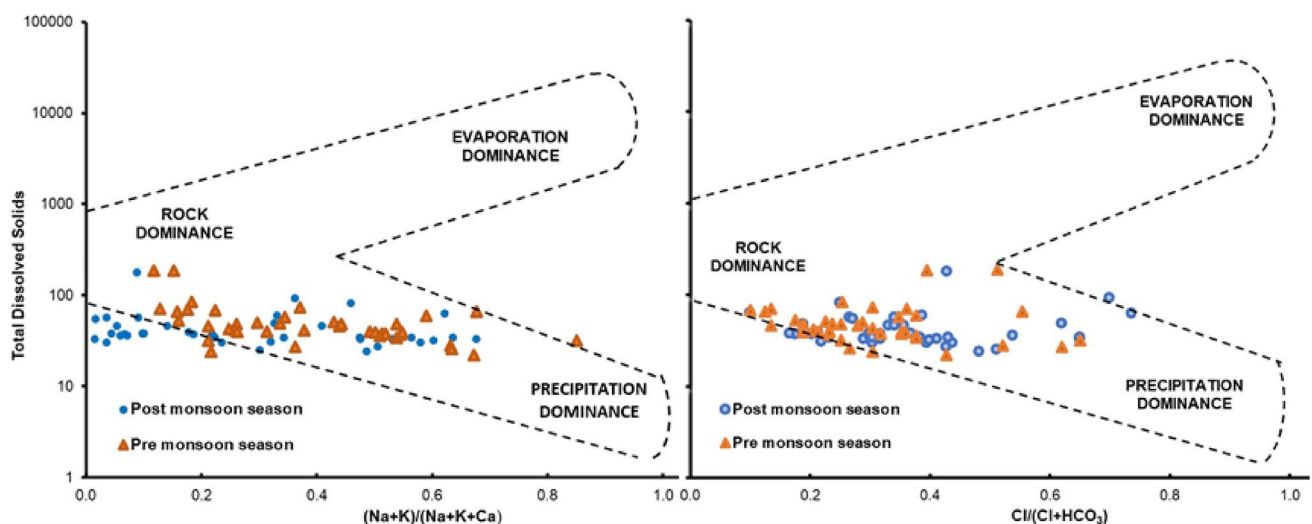 100000
10000
1000
100
10
1
Total Dissolved Solids
EVAPORATION
DOMINANCE
ROCK
DOMINANCE
PRECIPITATION
DOMINANCE
Post monsoon season
Pre monsoon season
0.0 0.2 0.4 0.6 0.8 1.0
(Na+K)/(Na+K+Ca)
EVAPORATION
DOMINANCE
ROCK
DOMINANCE
PRECIPITATION
DOMINANCE
Post monsoon season
Pre monsoon season
0.0 0.2 0.4 0.6 0.8 1.0
Cl/(Cl+HCO₃)